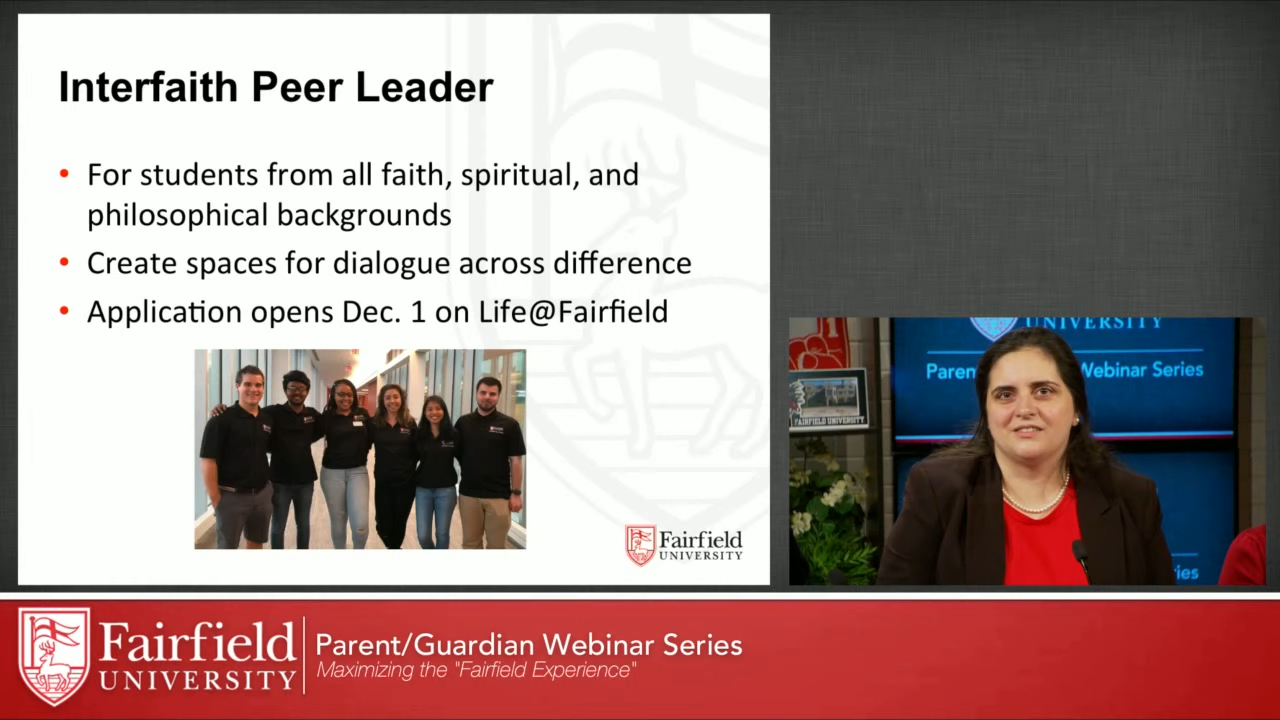 Interfaith Peer Leader
• For students from all faith, spiritual, and
philosophical backgrounds
• Create spaces for dialogue across difference
• Application opens Dec. 1 on Life@Fairfield
Fairfield
UNIVERSITY
UNIVERSITY
Paren
Webinar Series
FAIRFIELD UNIVERSITY
ies
Fairfield
UNIVERSITY
Parent/Guardian Webinar Series
Maximizing the "Fairfield Experience"